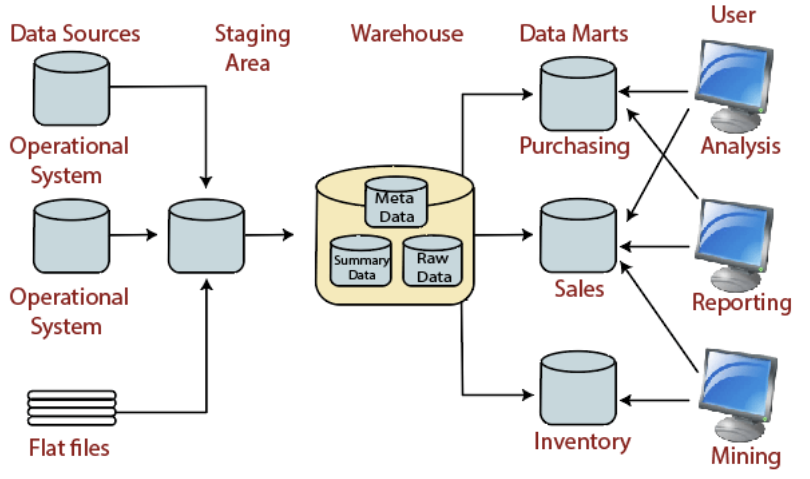 Data Sources
Staging
Area
Warehouse
Data Marts
User
Operational
System
Purchasing
Analysis
Meta
Data
Summary
Data
Raw
Data
Operational
System
Sales
Reporting
Flat files
Inventory
Mining